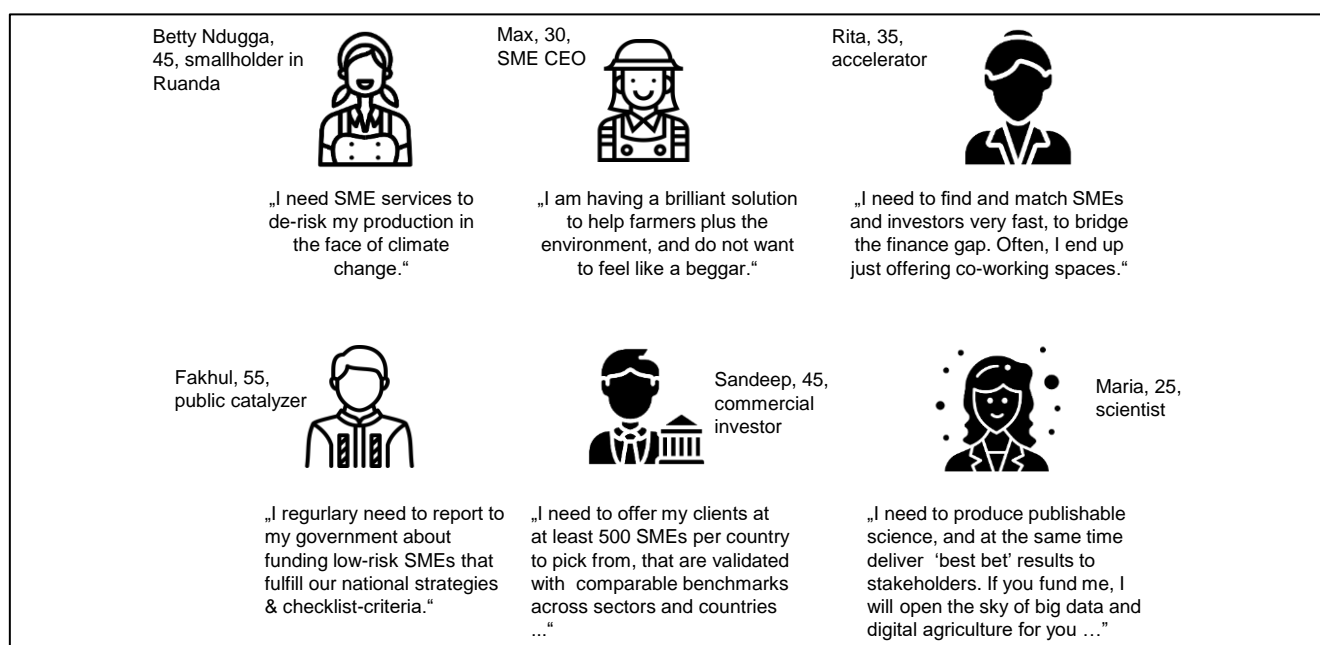 Betty Ndugga,
45, smallholder in
Ruanda
„I need SME services to
de-risk my production in
the face of climate
change.“
Max, 30,
SME CEO
„I am having a brilliant solution
to help farmers plus the
environment, and do not want
to feel like a beggar.“
Rita, 35,
accelerator
„I need to find and match SMEs
and investors very fast, to bridge
the finance gap. Often, I end up
just offering co-working spaces.“
Fakhul, 55,
public catalyzer
„I regurlary need to report to
my government about
funding low-risk SMEs that
fulfill our national strategies
& checklist-criteria.“
Sandeep, 45,
commercial
investor
„I need to offer my clients at
at least 500 SMEs per country
to pick from, that are validated
with comparable benchmarks
across sectors and countries
...“
Maria, 25,
scientist
„I need to produce publishable
science, and at the same time
deliver ‘best bet’ results to
stakeholders. If you fund me, I
will open the sky of big data and
digital agriculture for you …”